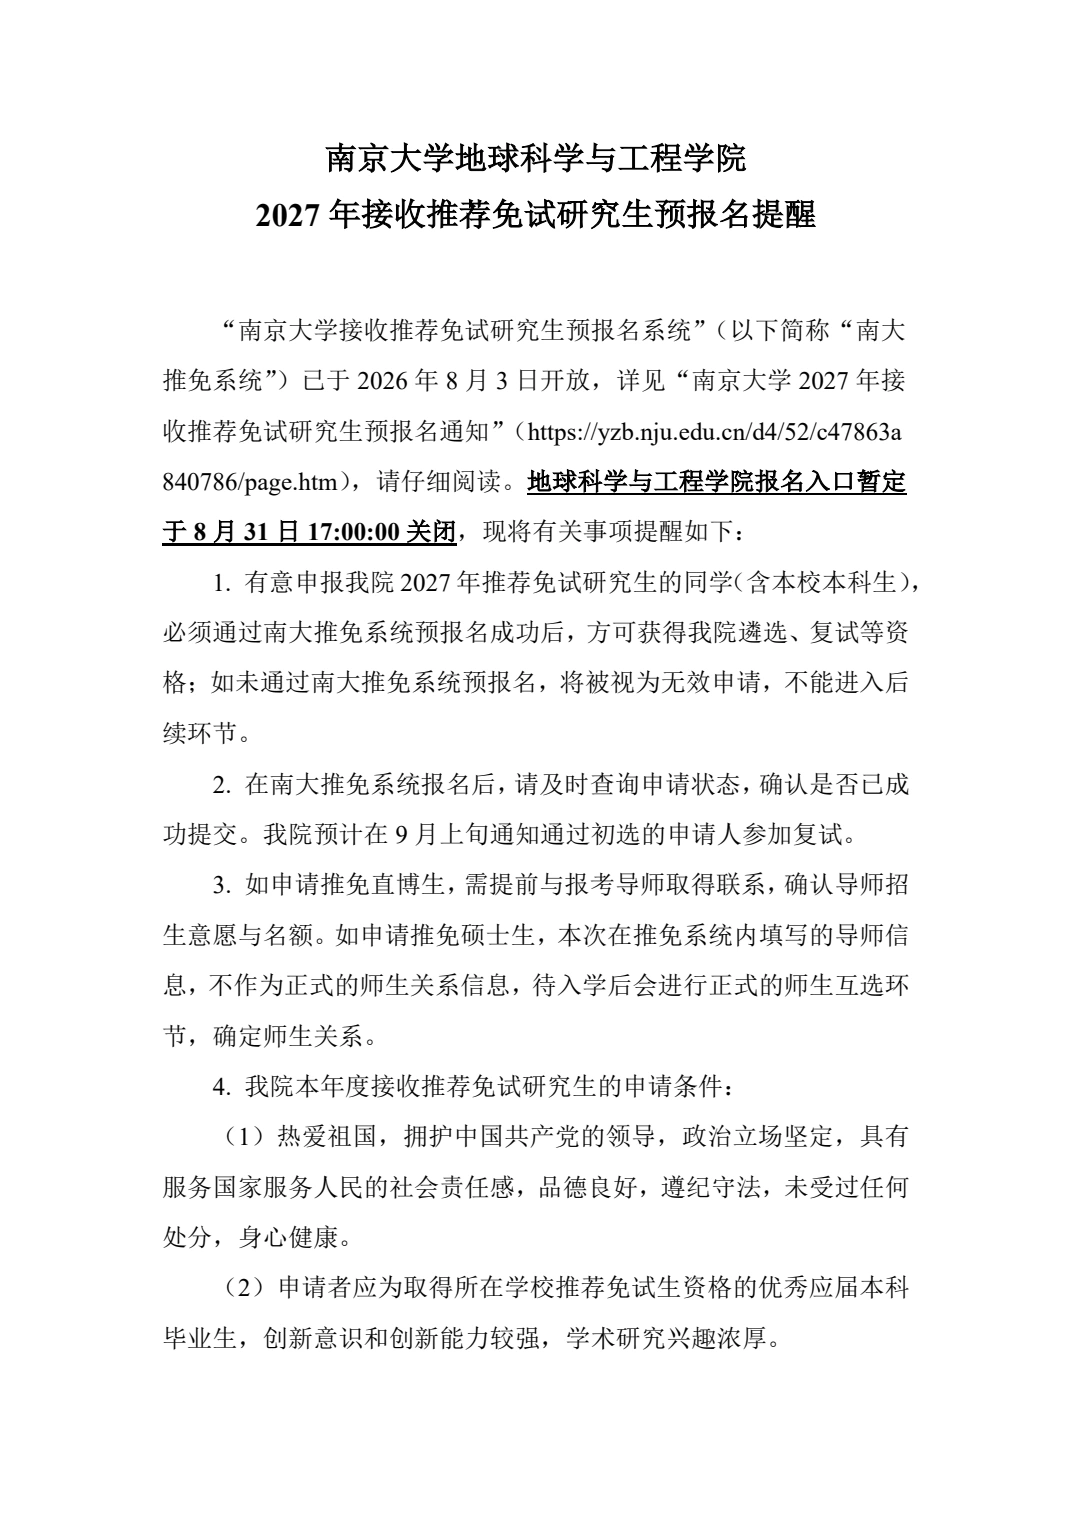 南京大学地球科学与工程学院
2027 年接收推荐免试研究生预报名提醒
“南京大学接收推荐免试研究生预报名系统”（以下简称“南大
推免系统”）已于 2026 年 8 月 3 日开放，详见“南京大学 2027 年接
收推荐免试研究生预报名通知”（https://yzb.nju.edu.cn/d4/52/c47863a
840786/page.htm），请仔细阅读。地球科学与工程学院报名入口暂定
于 8 月 31 日 17:00:00 关闭，现将有关事项提醒如下：
1. 有意申报我院 2027 年推荐免试研究生的同学（含本校本科生），
必须通过南大推免系统预报名成功后，方可获得我院遴选、复试等资
格；如未通过南大推免系统预报名，将被视为无效申请，不能进入后
续环节。
2. 在南大推免系统报名后，请及时查询申请状态，确认是否已成
功提交。我院预计在 9 月上旬通知通过初选的申请人参加复试。
3. 如申请推免直博生，需提前与报考导师取得联系，确认导师招
生意愿与名额。如申请推免硕士生，本次在推免系统内填写的导师信
息，不作为正式的师生关系信息，待入学后会进行正式的师生互选环
节，确定师生关系。
4. 我院本年度接收推荐免试研究生的申请条件：
（1）热爱祖国，拥护中国共产党的领导，政治立场坚定，具有
服务国家服务人民的社会责任感，品德良好，遵纪守法，未受过任何
处分，身心健康。
（2）申请者应为取得所在学校推荐免试生资格的优秀应届本科
毕业生，创新意识和创新能力较强，学术研究兴趣浓厚。